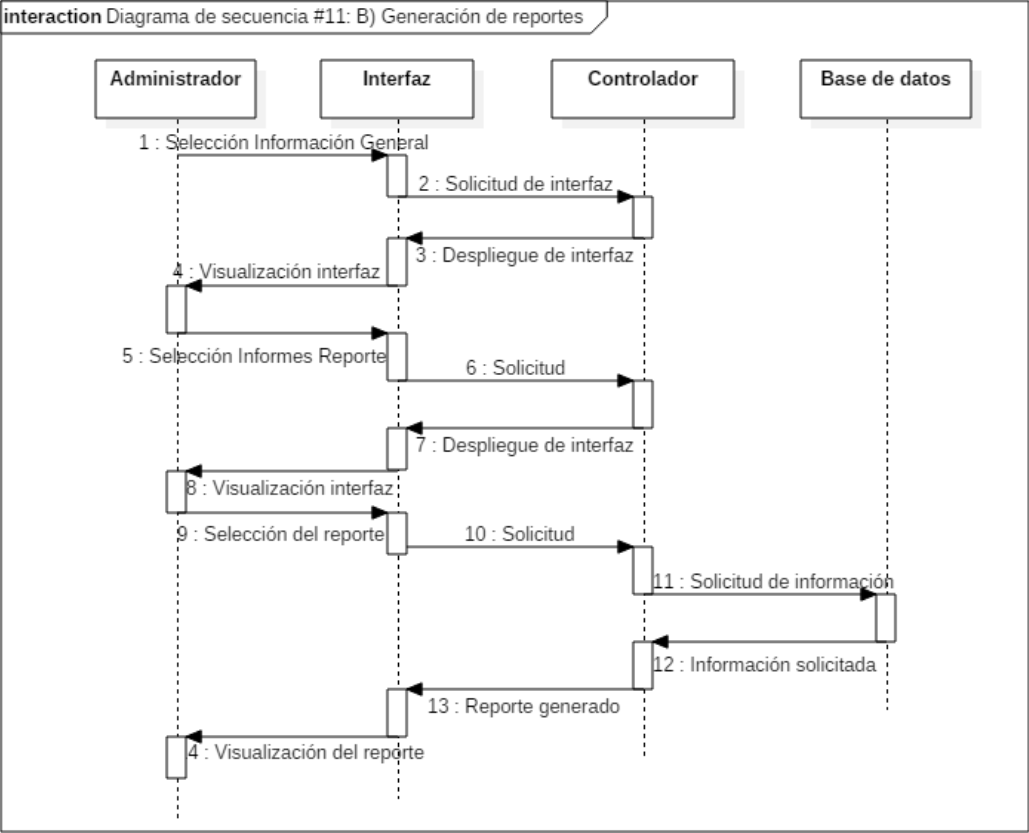 interaction Diagrama de secuencia #11: B) Generación de reportes
Administrador
Interfaz
Controlador
Base de datos
1 : Selección Información General
2 : Solicitud de interfaz
3 : Despliegue de interfaz
4 : Visualización interfaz
5 : Selección Informes Reporte
6 : Solicitud
7 : Despliegue de interfaz
8 : Visualización interfaz
9 : Selección del reporte
10 : Solicitud
11 : Solicitud de información
12 : Información solicitada
13 : Reporte generado
4 : Visualización del reporte